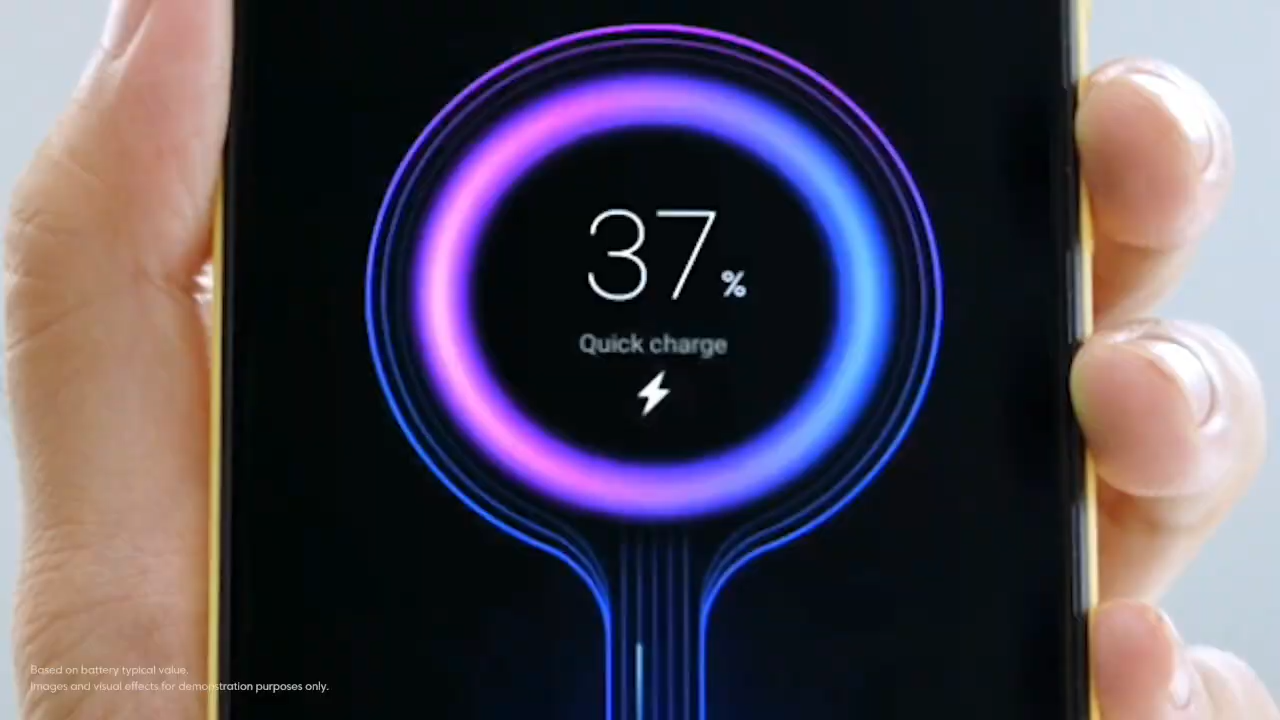 37%
Quick charge
Based on battery typical value.
Images and visual effects for demonstration purposes only.